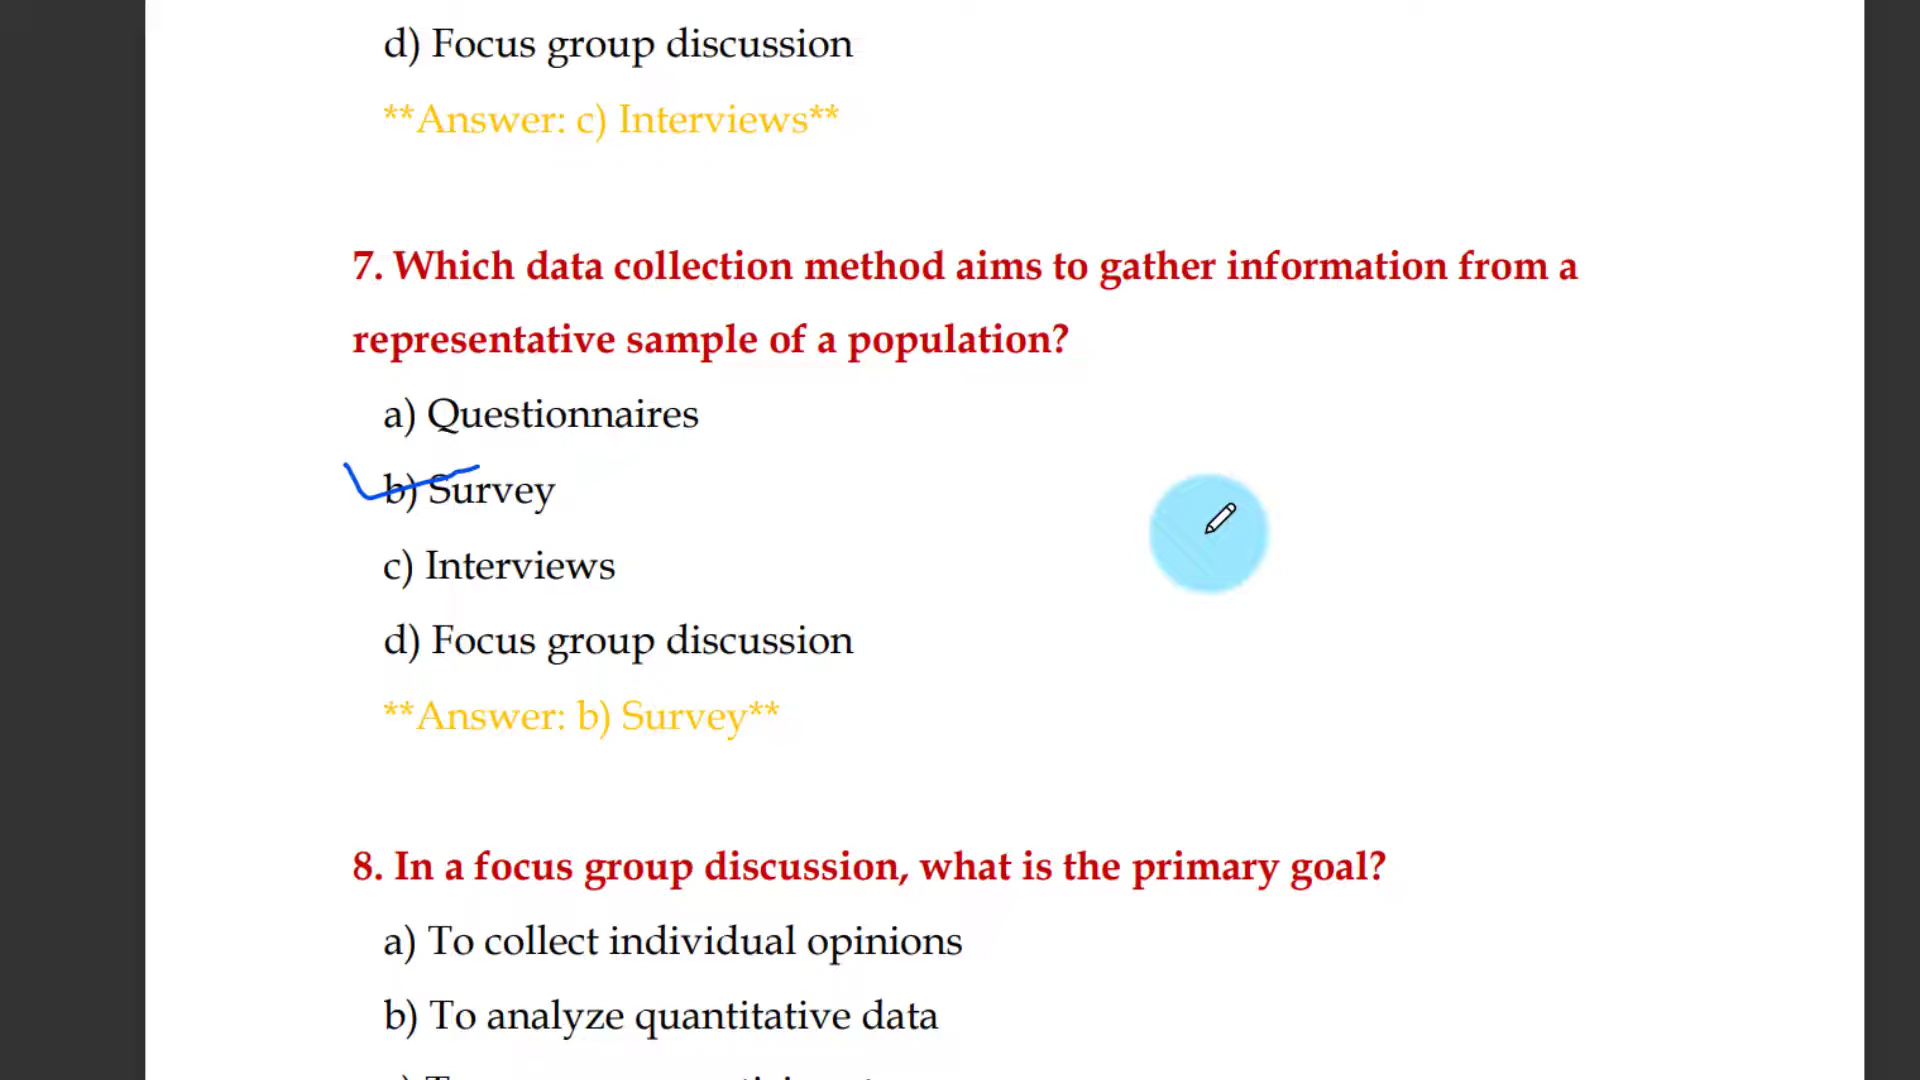 d) Focus group discussion
**Answer: c) Interviews**
7. Which data collection method aims to gather information from a
representative sample of a population?
a) Questionnaires
b) Survey
c) Interviews
d) Focus group discussion
**Answer: b) Survey**
8. In a focus group discussion, what is the primary goal?
a) To collect individual opinions
b) To analyze quantitative data